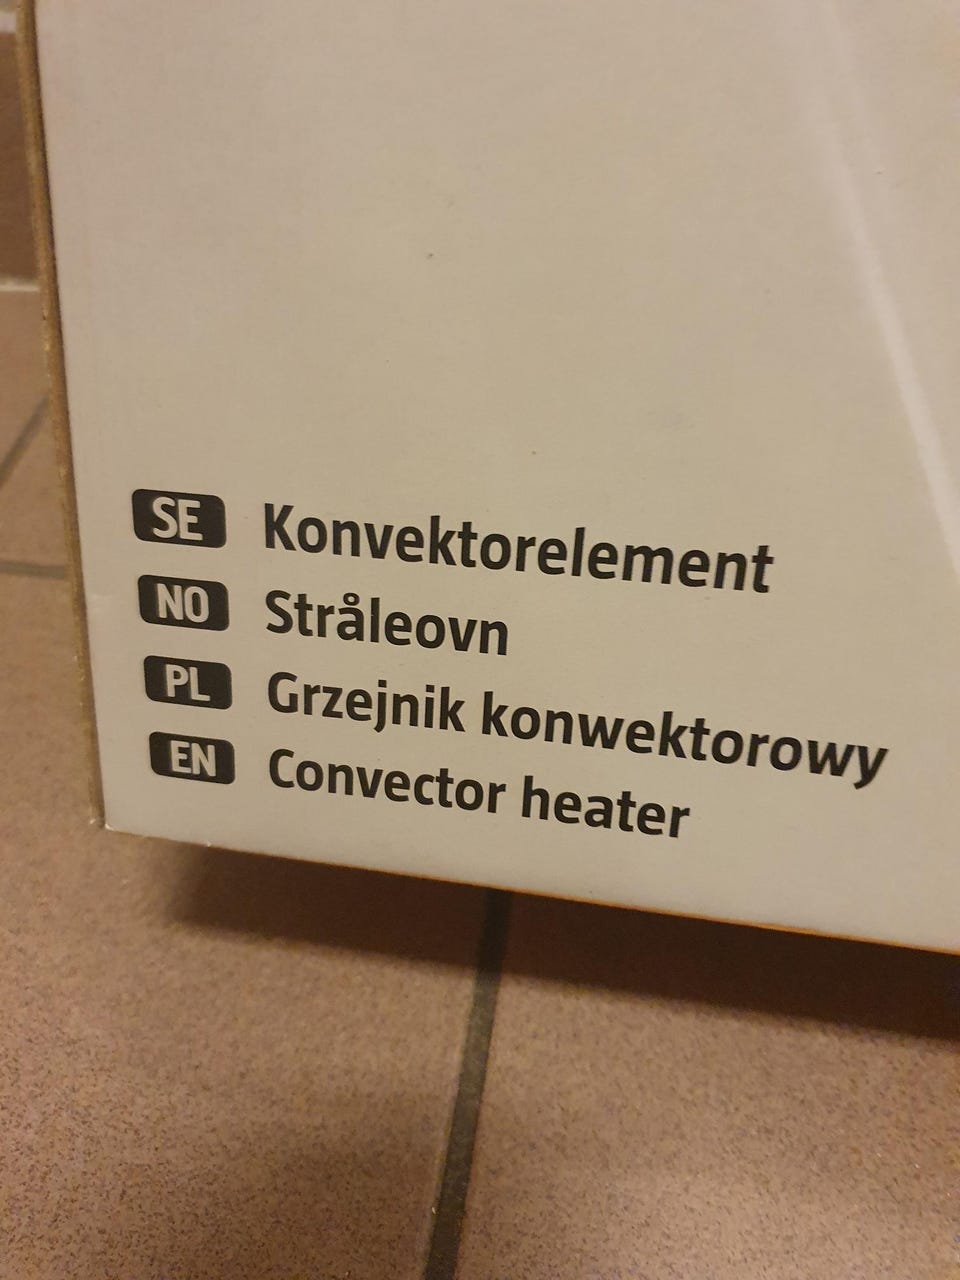 SE Konvektorelement
NO Stråleovn
PL Grzejnik konwektorowy
EN Convector heater